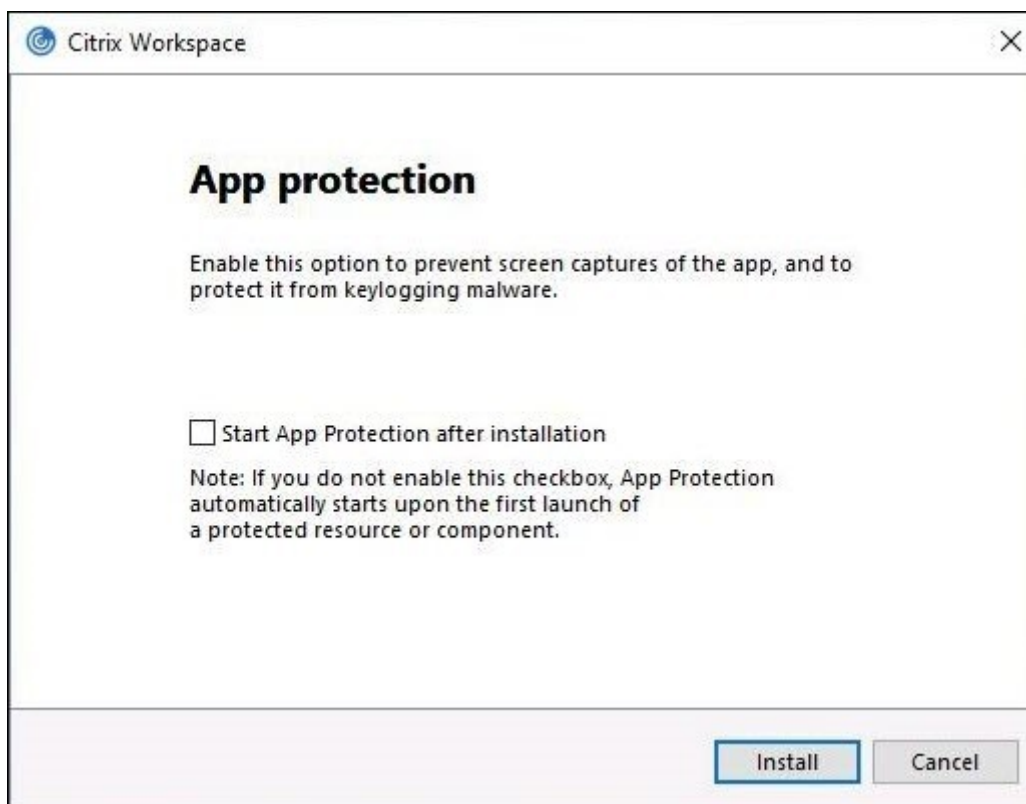 Citrix Workspace
App protection
Enable this option to prevent screen captures of the app, and to
protect it from keylogging malware.
Start App Protection after installation
Note: If you do not enable this checkbox, App Protection
automatically starts upon the first launch of
a protected resource or component.
Install
Cancel